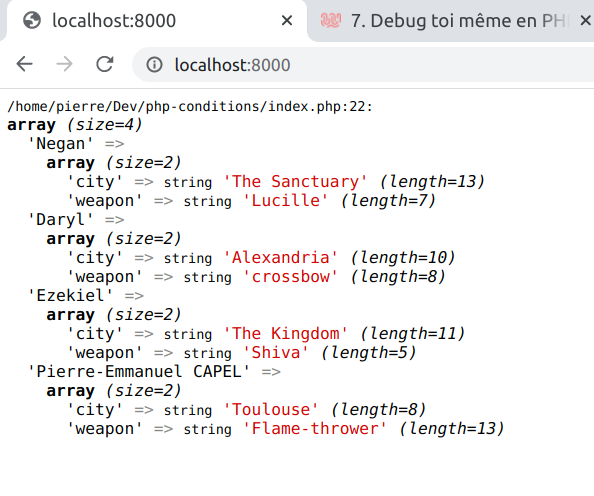 localhost:8000
7. Debug toi même en PH
localhost:8000
/home/pierre/Dev/php-conditions/index.php:22:
array (size=4)
'Negan' =>
array (size=2)
'city' => string 'The Sanctuary' (length=13)
'weapon' => string 'Lucille' (length=7)
'Daryl' =>
array (size=2)
'city' => string 'Alexandria' (length=10)
'weapon' => string 'crossbow' (length=8)
'Ezekiel' =>
array (size=2)
'city' => string 'The Kingdom' (length=11)
'weapon' => string 'Shiva' (length=5)
'Pierre-Emmanuel CAPEL' =>
array (size=2)
'city' => string 'Toulouse' (length=8)
'weapon' => string 'Flame-thrower' (length=13)